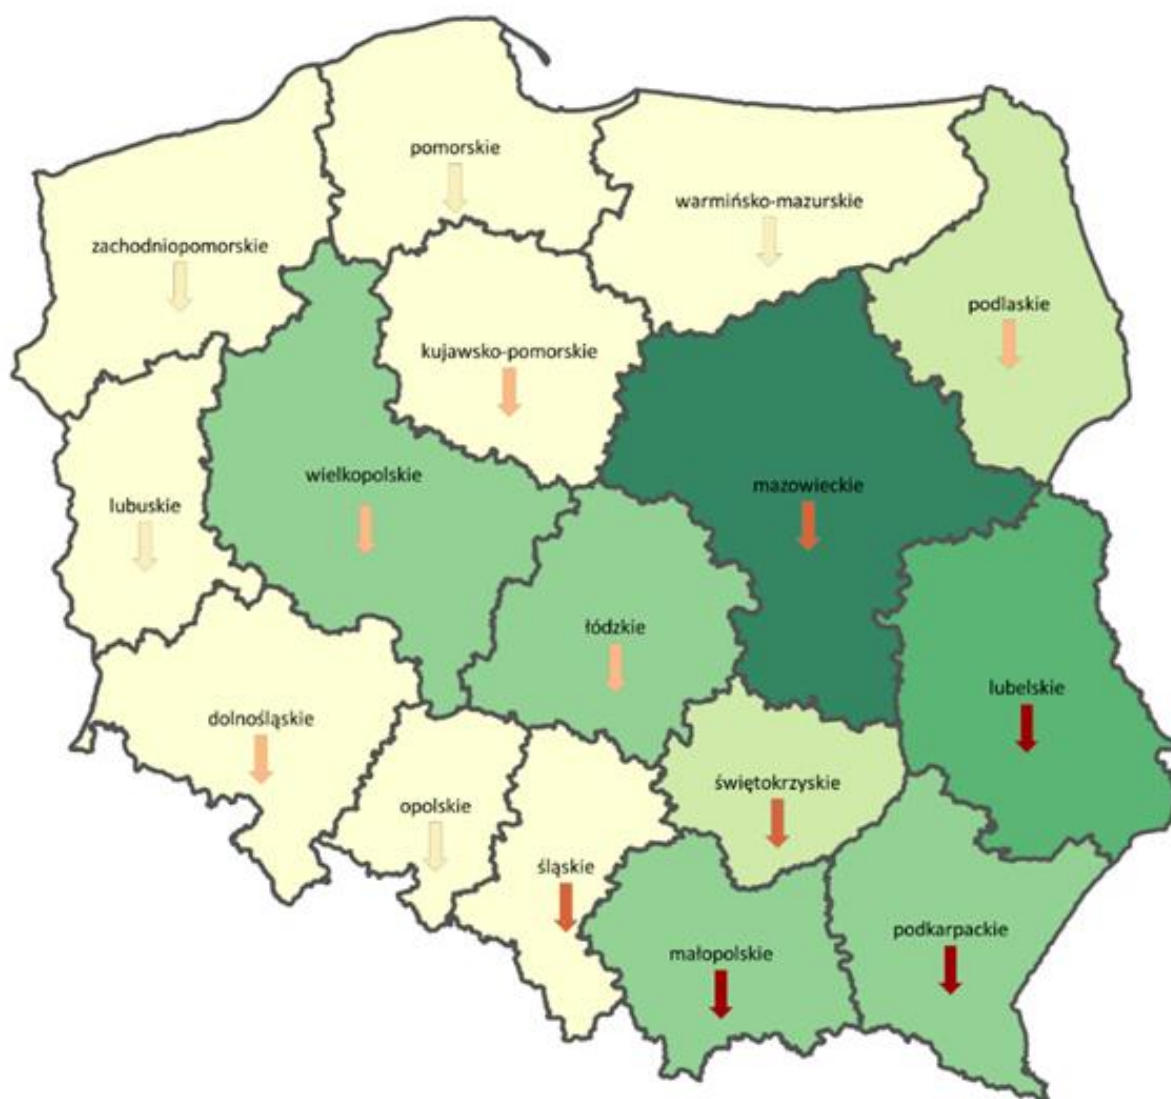 pomorskie
warmińsko-mazurskie
zachodniopomorskie
podlaskie
kujawsko-pomorskie
wielkopolskie
mazowieckie
lubuskie
łódzkie
lubelskie
dolnośląskie
świętokrzyskie
opolskie
śląskie
podkarpackie
małopolskie